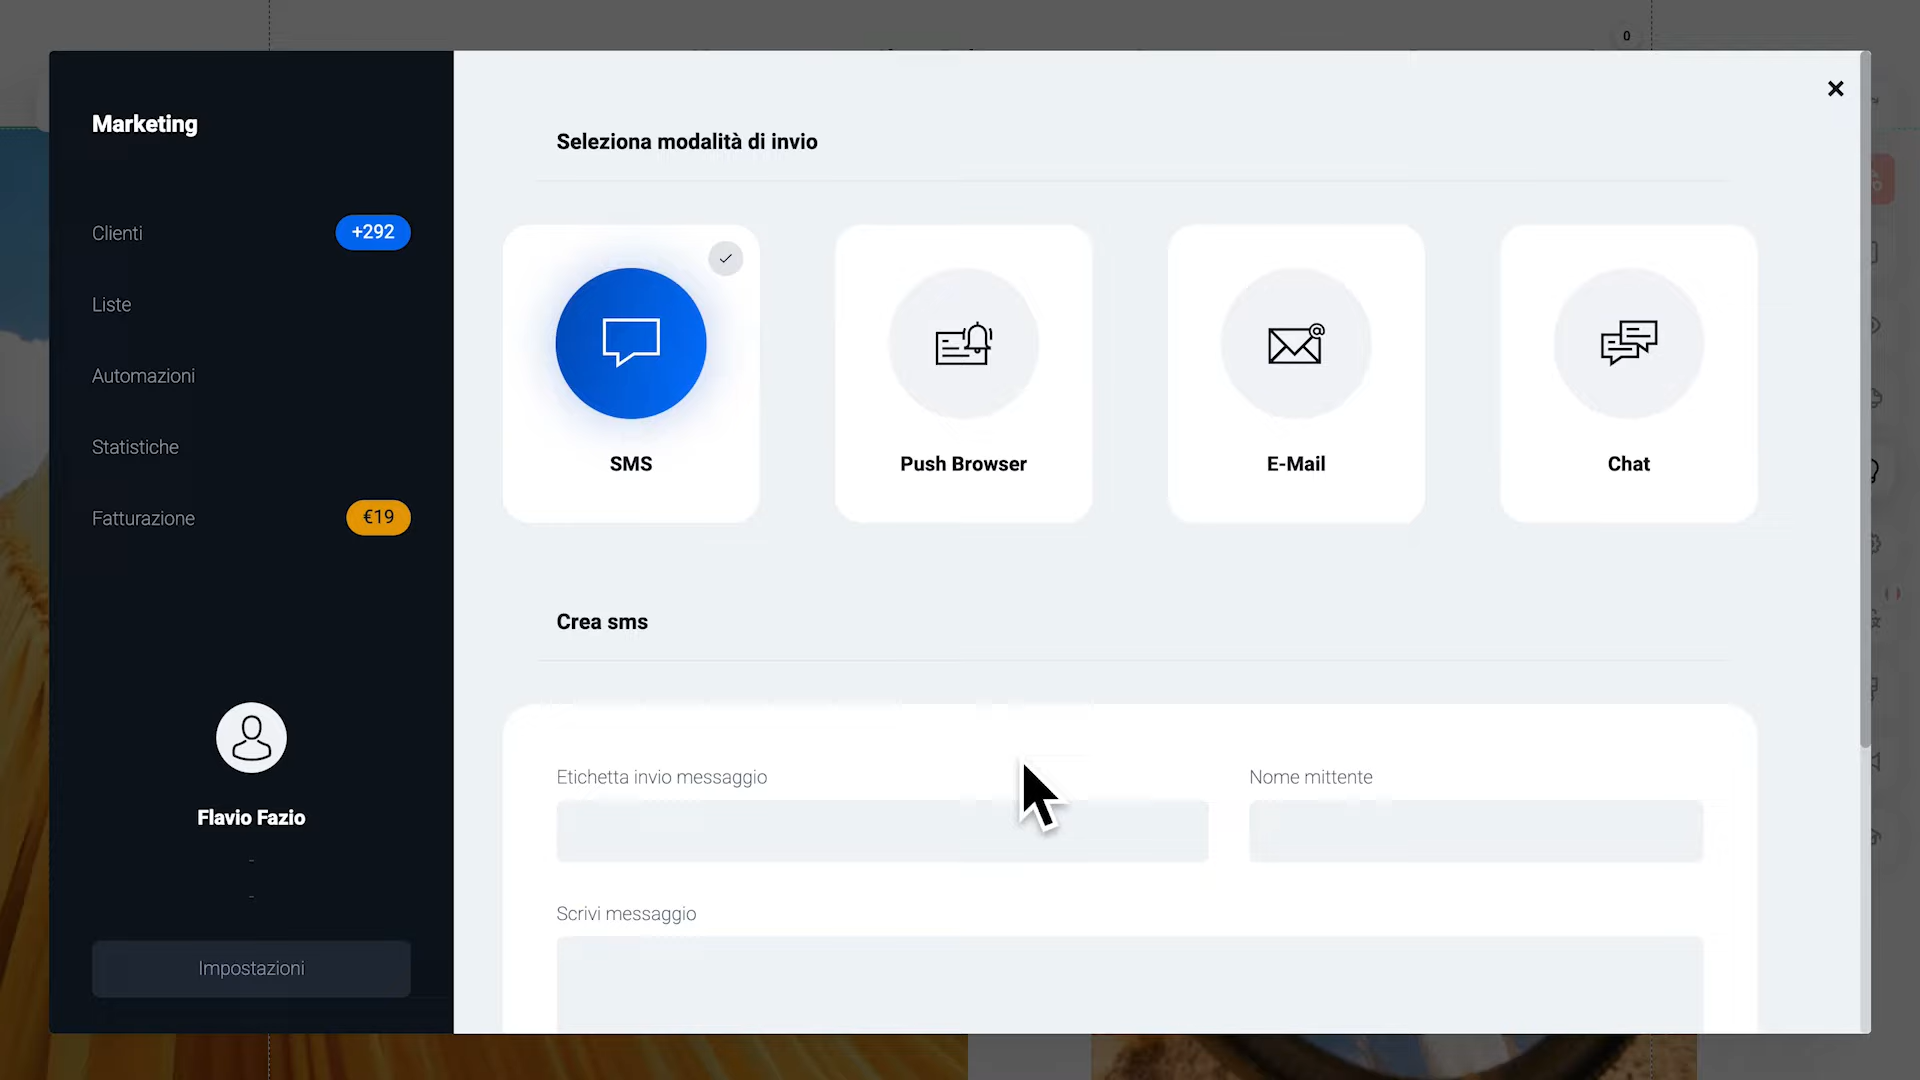 0
Marketing
Seleziona modalità di invio
Clienti
+292
Liste
Automazioni
Statistiche
Fatturazione
€19
SMS
Push Browser
E-Mail
Chat
Crea sms
Etichetta invio messaggio
Nome mittente
Scrivi messaggio
Flavio Fazio
-
-
Impostazioni